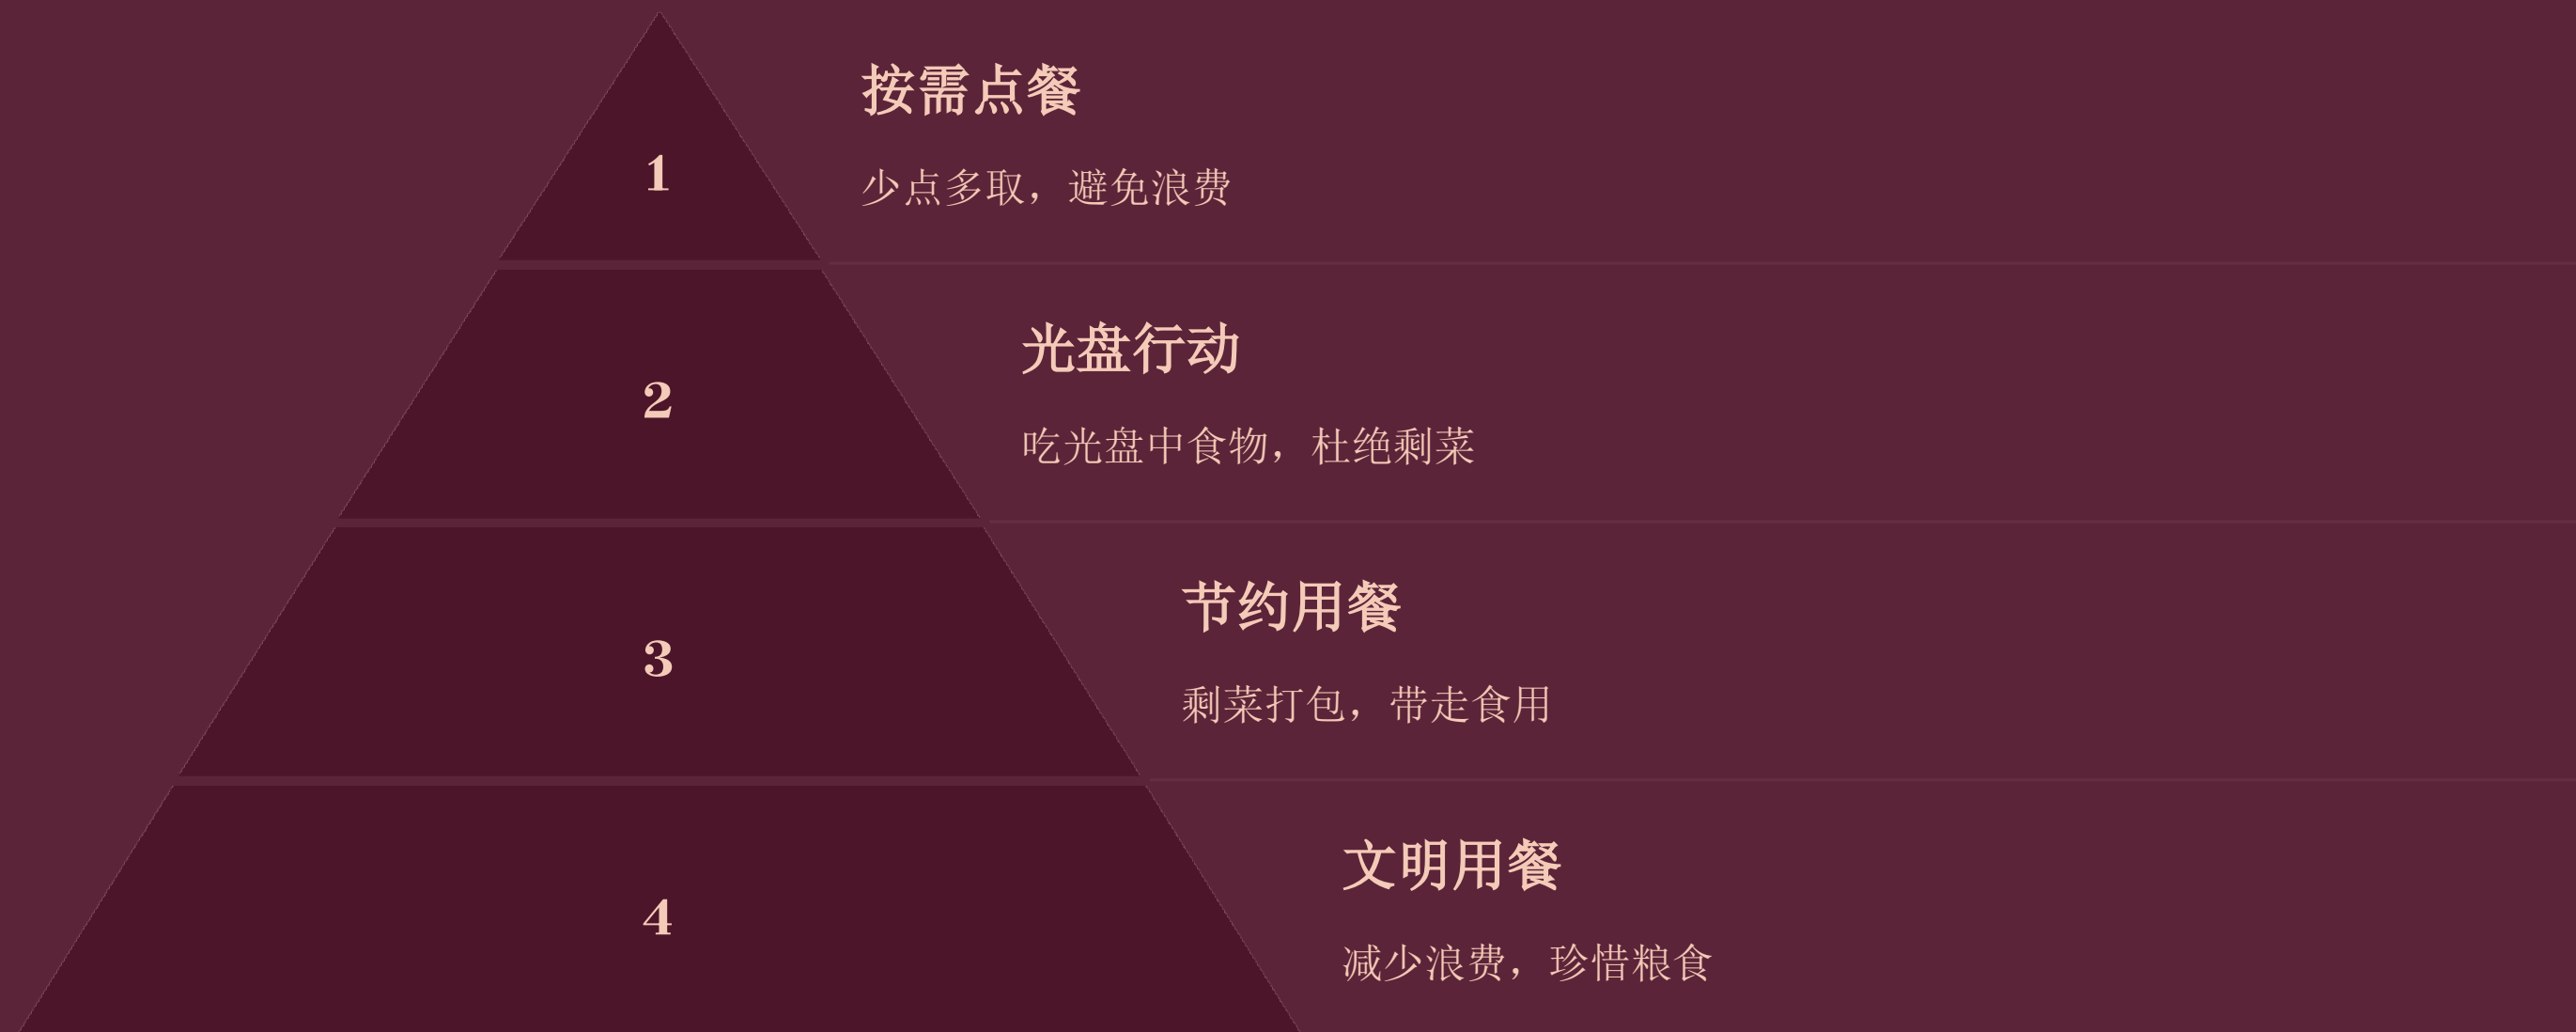 1
按需点餐
少点多取，避免浪费
2
光盘行动
吃光盘中食物，杜绝剩菜
3
节约用餐
剩菜打包，带走食用
4
文明用餐
减少浪费，珍惜粮食